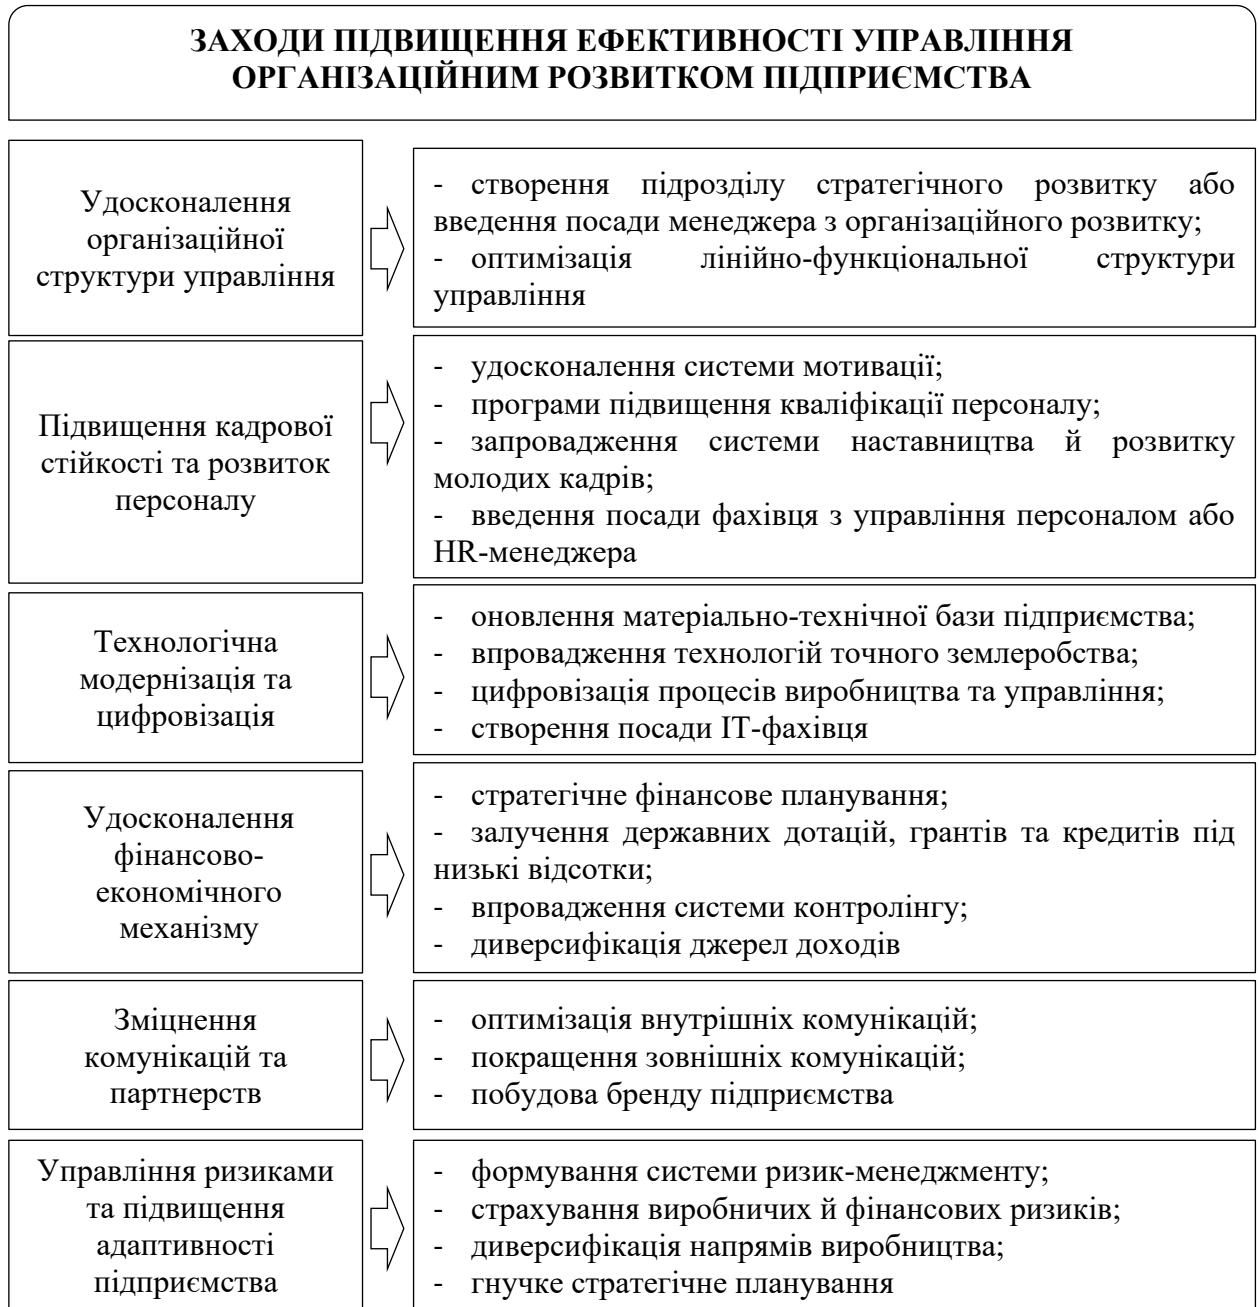 ЗАХОДИ ПІДВИЩЕННЯ ЕФЕКТИВНОСТІ УПРАВЛІННЯ
ОРГАНІЗАЦІЙНИМ РОЗВИТКОМ ПІДПРИЄМСТВА
Удосконалення
організаційної
структури управління
- створення підрозділу стратегічного розвитку або
введення посади менеджера з організаційного розвитку;
- оптимізація лінійно-функціональної структури
управління
Підвищення кадрової
стійкості та розвиток
персоналу
- удосконалення системи мотивації;
- програми підвищення кваліфікації персоналу;
- запровадження системи наставництва й розвитку
молодих кадрів;
- введення посади фахівця з управління персоналом або
HR-менеджера
Технологічна
модернізація та
цифровізація
- оновлення матеріально-технічної бази підприємства;
- впровадження технологій точного землеробства;
- цифровізація процесів виробництва та управління;
- створення посади ІТ-фахівця
Удосконалення
фінансово-
економічного
механізму
- стратегічне фінансове планування;
- залучення державних дотацій, грантів та кредитів під
низькі відсотки;
- впровадження системи контролінгу;
- диверсифікація джерел доходів
Зміцнення
комунікацій та
партнерств
- оптимізація внутрішніх комунікацій;
- покращення зовнішніх комунікацій;
- побудова бренду підприємства
Управління ризиками
та підвищення
адаптивності
підприємства
- формування системи ризик-менеджменту;
- страхування виробничих й фінансових ризиків;
- диверсифікація напрямів виробництва;
- гнучке стратегічне планування